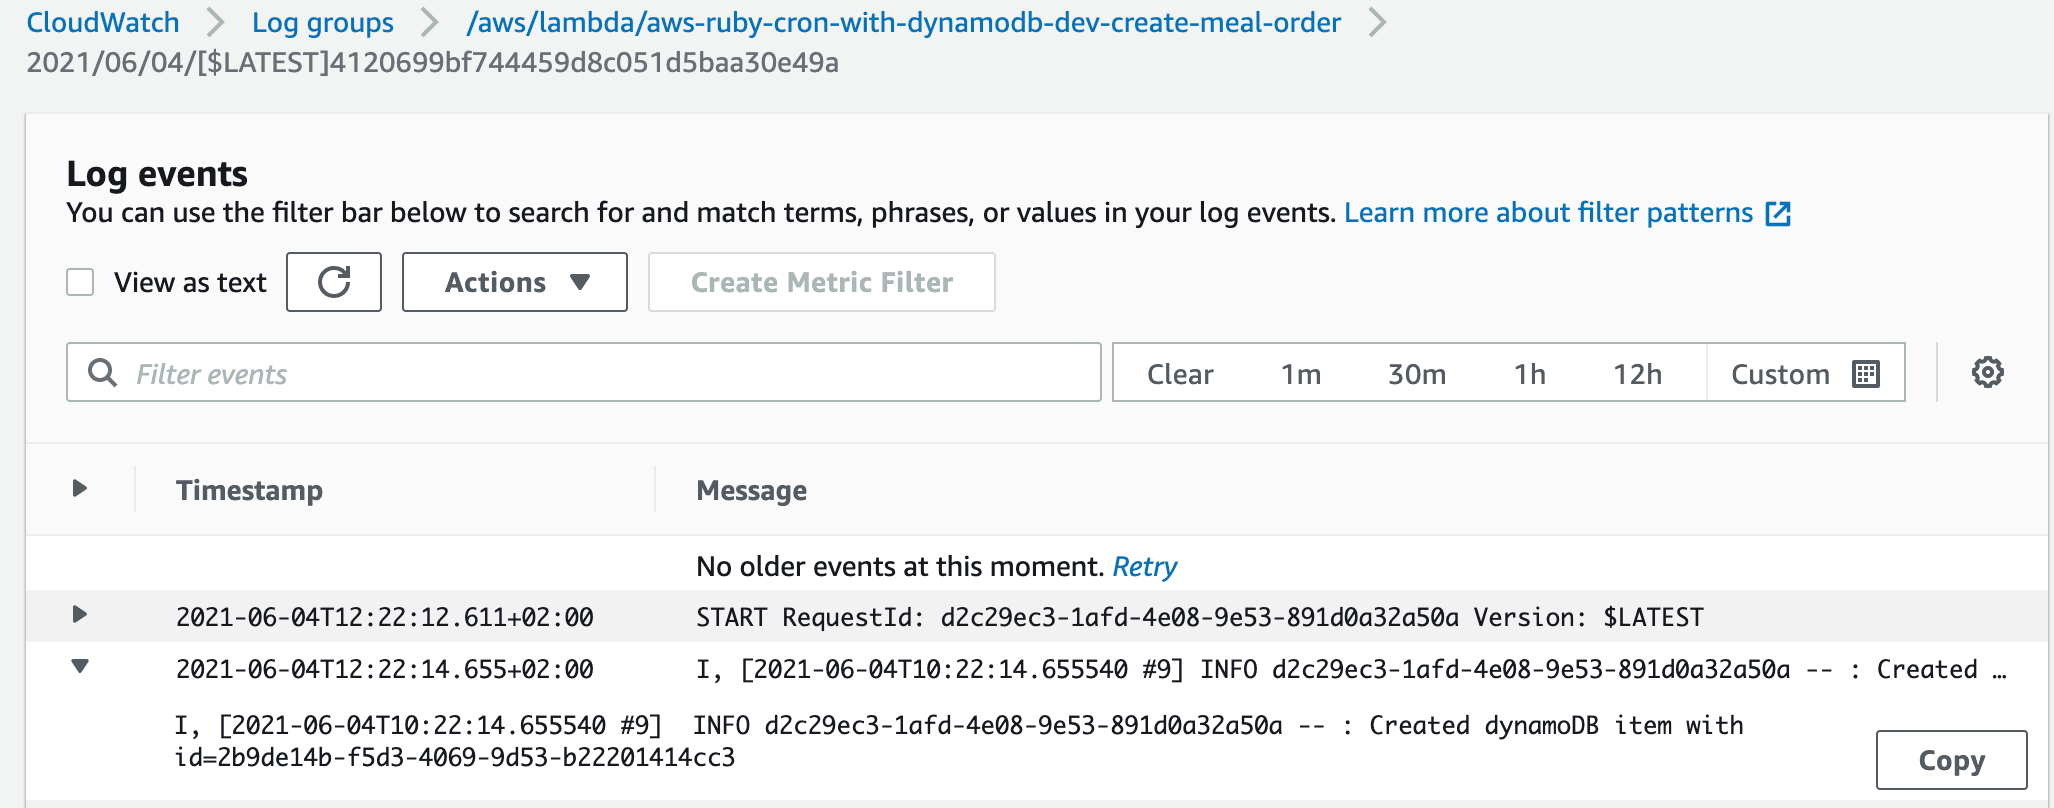 CloudWatch Log groups /aws/lambda/aws-ruby-cron-with-dynamodb-dev-create-meal-order
2021/06/04/[$LATEST]4120699bf744459d8c051d5baa30e49a
Log events
You can use the filter bar below to search for and match terms, phrases, or values in your log events. Learn more about filter patterns
View as text Actions Create Metric Filter
Filter events Clear 1m 30m 1h 12h Custom
Timestamp Message
No older events at this moment. Retry
2021-06-04T12:22:12.611+02:00 START RequestId: d2c29ec3-1afd-4e08-9e53-891d0a32a50a Version: $LATEST
2021-06-04T12:22:14.655+02:00 I, [2021-06-04T10:22:14.655540 #9] INFO d2c29ec3-1afd-4e08-9e53-891d0a32a50a -- : Created …
I, [2021-06-04T10:22:14.655540 #9]  INFO d2c29ec3-1afd-4e08-9e53-891d0a32a50a -- : Created dynamoDB item with
id=2b9de14b-f5d3-4069-9d53-b22201414cc3
Copy